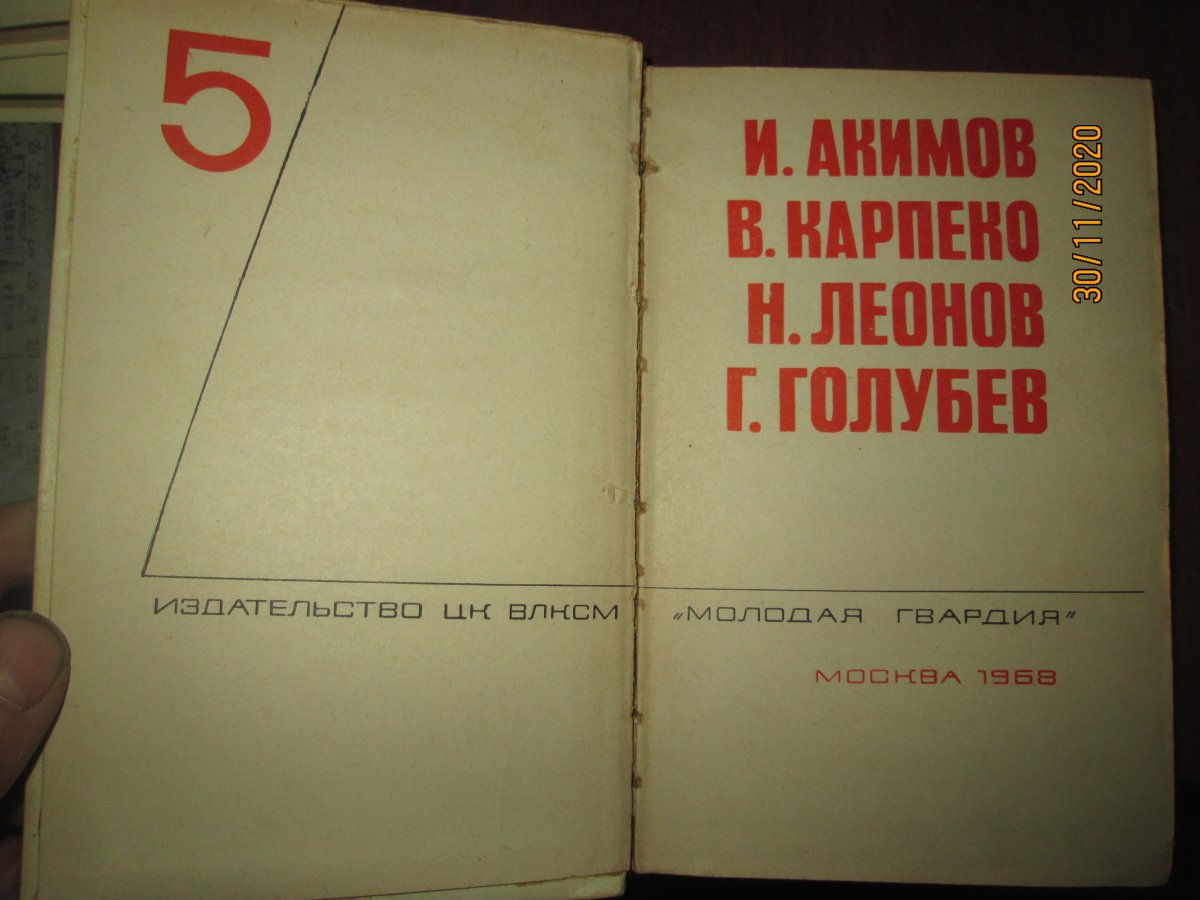 5
И. АКИМОВ
В. КАРПЕКО
Н. ЛЕОНОВ
Г. ГОЛУБЕВ
ИЗДАТЕЛЬСТВО ЦК ВЛКСМ „МОЛОДАЯ ГВАРДИЯ"
МОСКВА 1968
30/11/2020